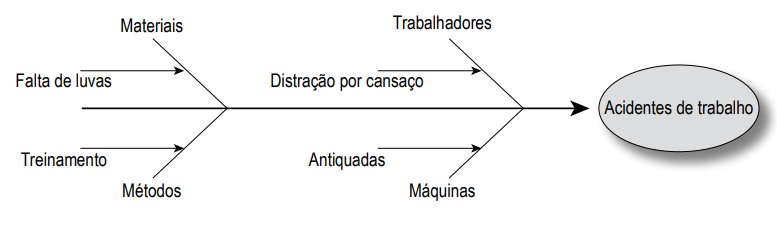 Materiais
Trabalhadores
Falta de luvas
Distração por cansaço
Acidentes de trabalho
Treinamento
Antiquadas
Métodos
Máquinas